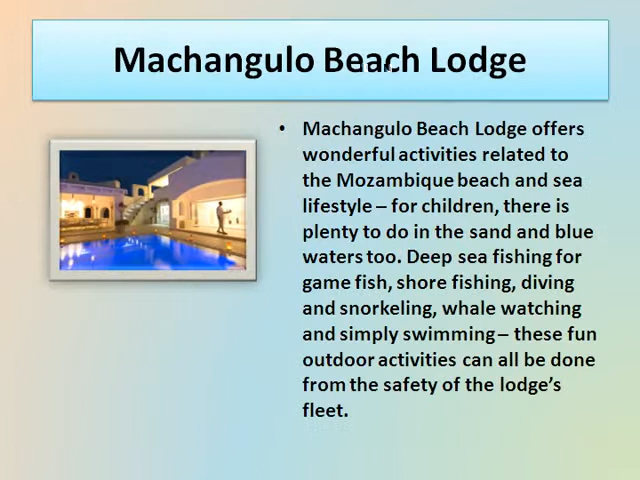 Machangulo Beach Lodge
• Machangulo Beach Lodge offers
wonderful activities related to
the Mozambique beach and sea
lifestyle – for children, there is
plenty to do in the sand and blue
waters too. Deep sea fishing for
game fish, shore fishing, diving
and snorkeling, whale watching
and simply swimming – these fun
outdoor activities can all be done
from the safety of the lodge’s
fleet.